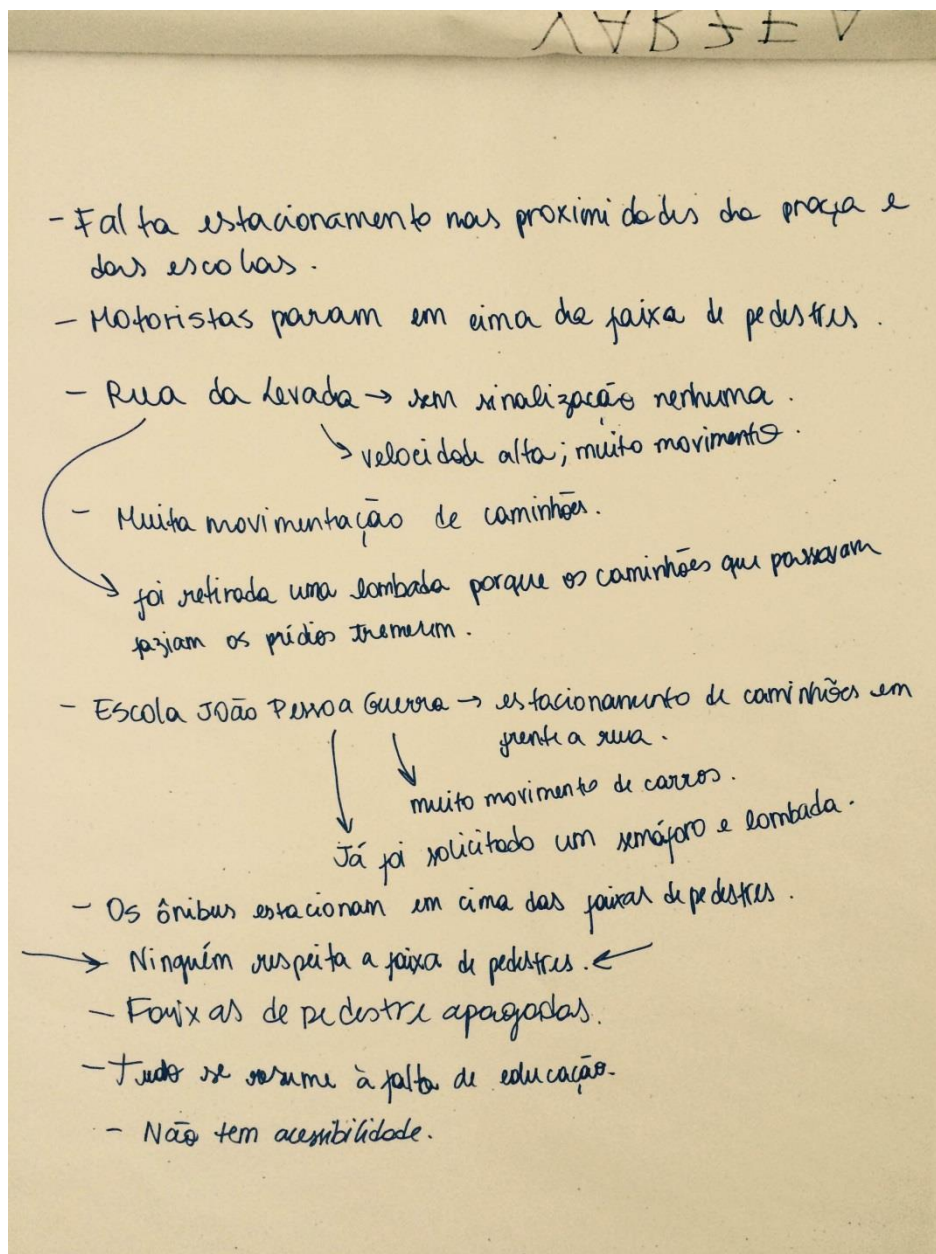 - Falta estacionamento nas proximidades da praça e
das escolas.
- Motoristas param em cima da faixa de pedestres.
- Rua da Levada → sem sinalização nenhuma.
↘ velocidade alta; muito movimento.
- Muita movimentação de caminhões.
→ foi retirada uma lombada porque os caminhões que passavam
faziam os prédios tremerem.
- Escola João Pessoa Guerra → estacionamento de caminhões em
frente a rua.
↘ muito movimento de carros.
↓ Já foi solicitado um semáforo e lombada.
- Os ônibus estacionam em cima das faixas de pedestres.
→ Ninguém respeita a faixa de pedestres. ←
- Faixas de pedestre apagadas.
- Tudo se resume à falta de educação.
- Não tem acessibilidade.